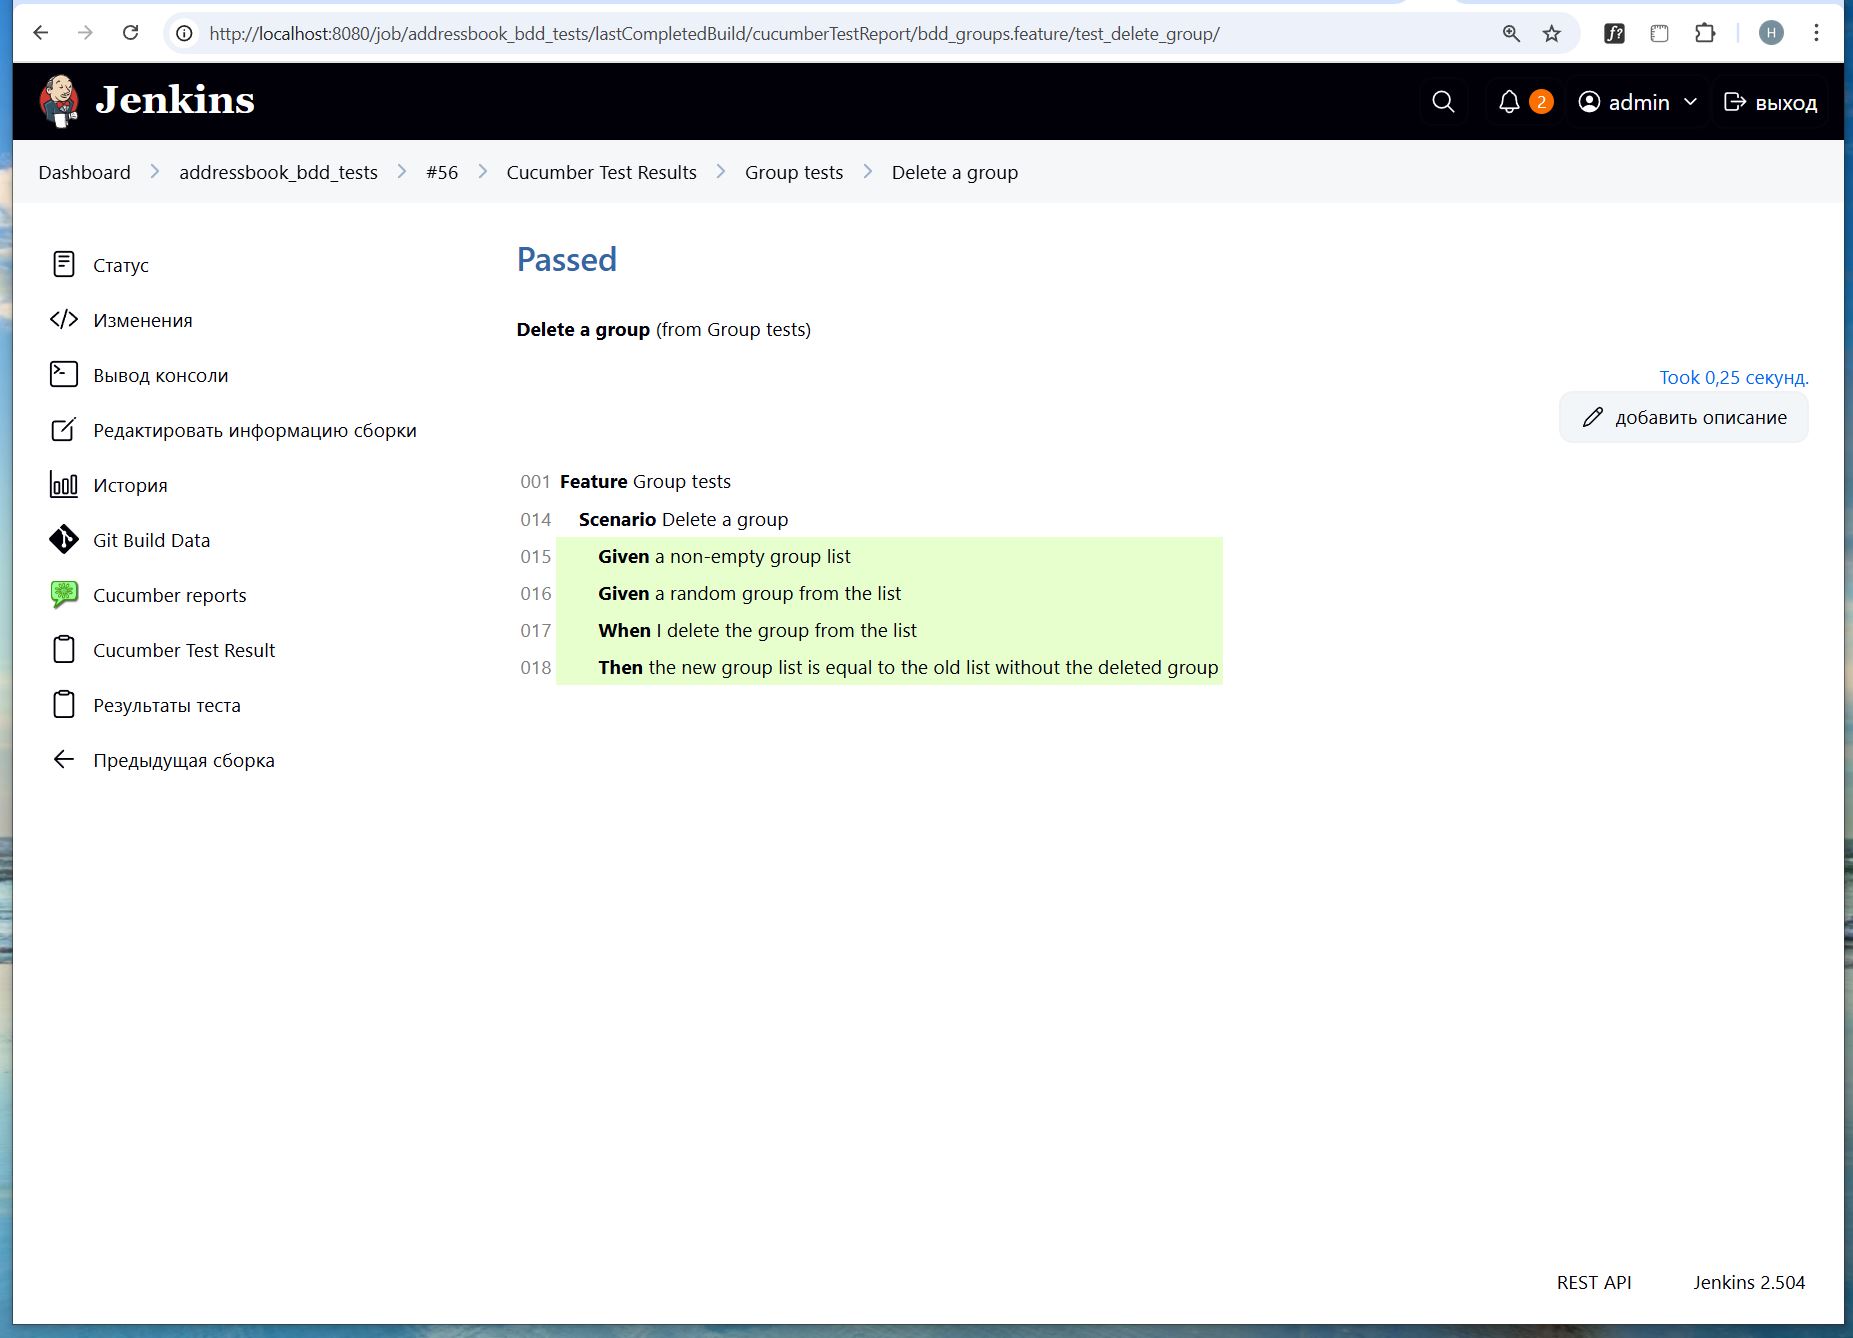 http://localhost:8080/job/addressbook_bdd_tests/lastCompletedBuild/cucumberTestReport/bdd_groups.feature/test_delete_group/
f?
H
Jenkins
2
admin
выход
Dashboard
addressbook_bdd_tests
#56
Cucumber Test Results
Group tests
Delete a group
Статус
Изменения
Вывод консоли
Редактировать информацию сборки
История
Git Build Data
Cucumber reports
Cucumber Test Result
Результаты теста
Предыдущая сборка
Passed
Delete a group (from Group tests)
Took 0,25 секунд.
добавить описание
001 Feature Group tests
014 Scenario Delete a group
015 Given a non-empty group list
016 Given a random group from the list
017 When I delete the group from the list
018 Then the new group list is equal to the old list without the deleted group
REST API
Jenkins 2.504